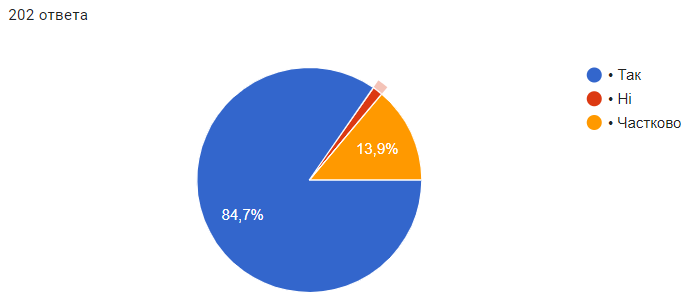 202 ответа
• Так
• Ні
• Частково
13,9%
84,7%